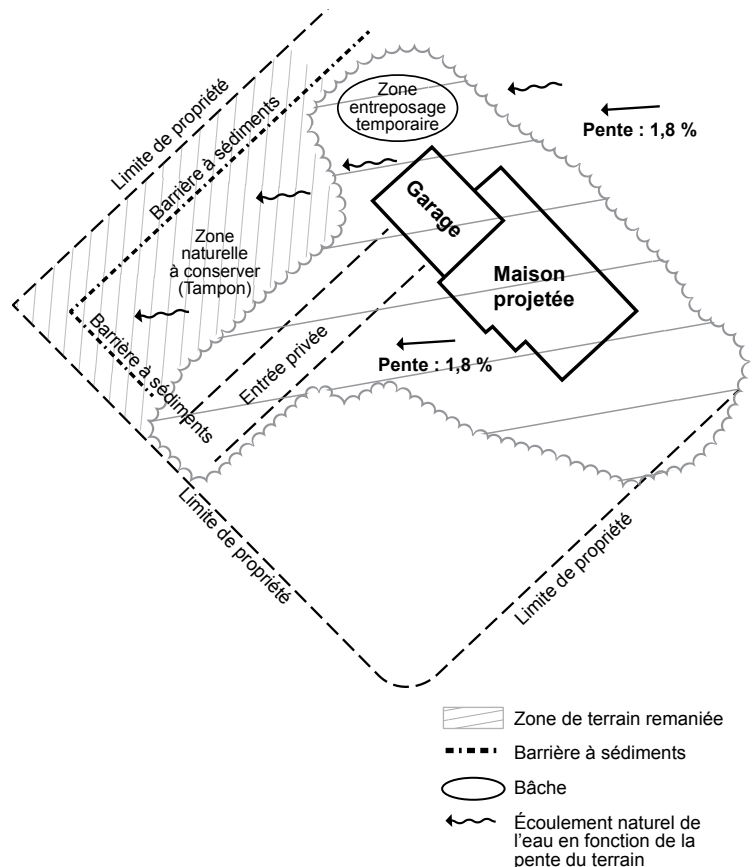 Limite de propriété
Barrière à sédiments
Zone
entreposage
temporaire
Pente : 1,8 %
Garage
Maison
projetée
Zone
naturelle
à conserver
(Tampon)
Barrière à sédiments
Entrée privée
Pente : 1,8 %
Limite de propriété
Limite de propriété
Zone de terrain remaniée
Barrière à sédiments
Bâche
Écoulement naturel de
l'eau en fonction de la
pente du terrain